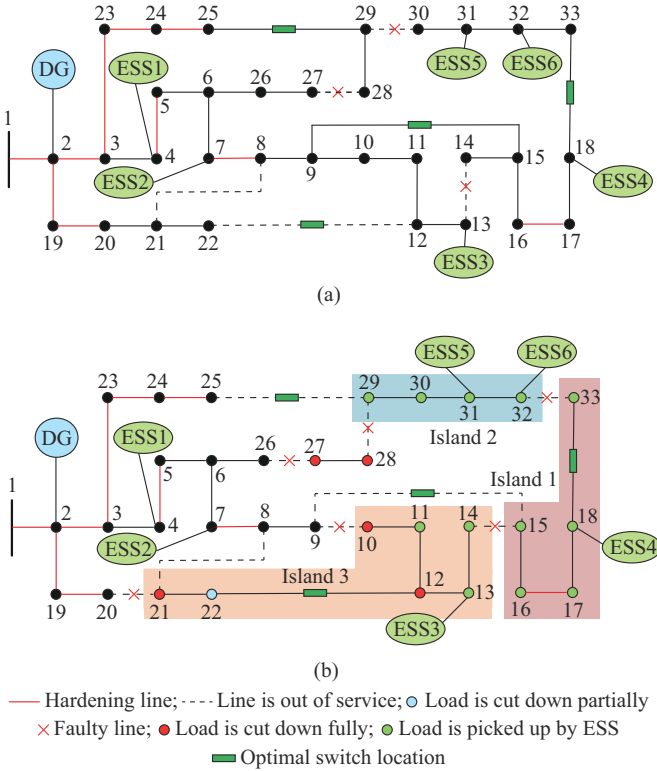 23 24 25 29 30 31 32 33
DG ESS1 ESS5 ESS6
5 6 26 27 28
1
2 3 4 7 8 9 10 11 14 15 18
ESS2 ESS4
19 20 21 22 12 13 16 17
ESS3
(a)
ESS5 ESS6
23 24 25 29 30 31 32 33
DG ESS1 Island 2
5 6 26 27 28
1 Island 1
2 3 4 7 8 9 10 11 14 15 18
ESS2 ESS4
Island 3
19 20 21 22 12 13 16 17
ESS3
(b)
Hardening line; Line is out of service; Load is cut down partially
Faulty line; Load is cut down fully; Load is picked up by ESS
Optimal switch location